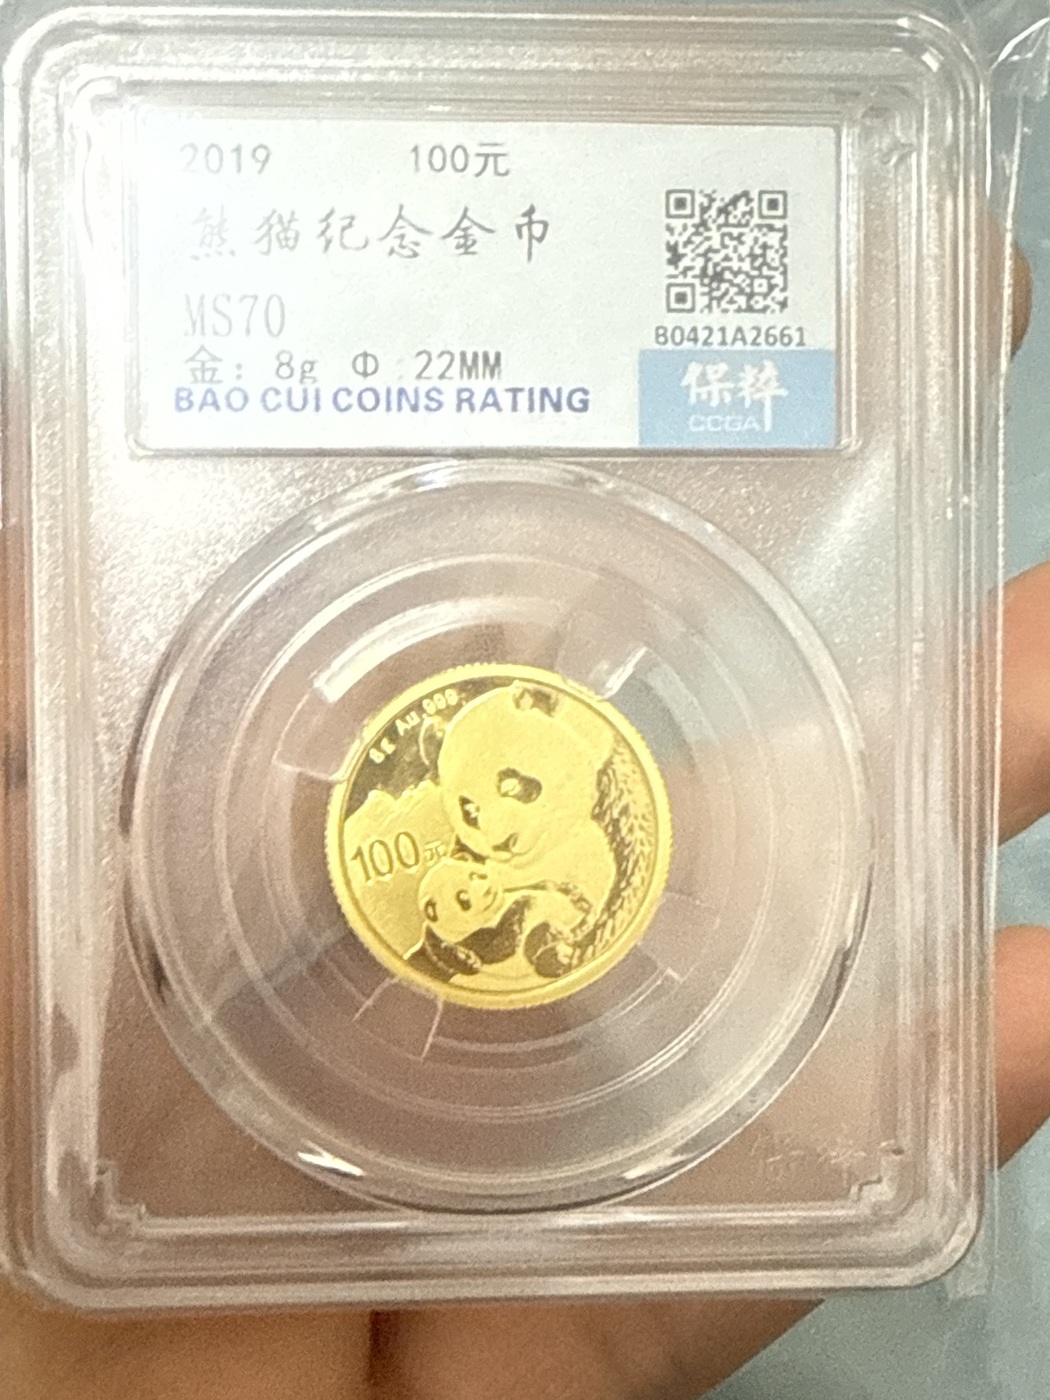 2019 100元
熊猫纪念金币
MS70
金: 8g Φ 22MM
BAO CUI COINS RATING
B0421A2661
保粹
CCGA
8g Au.999
100元